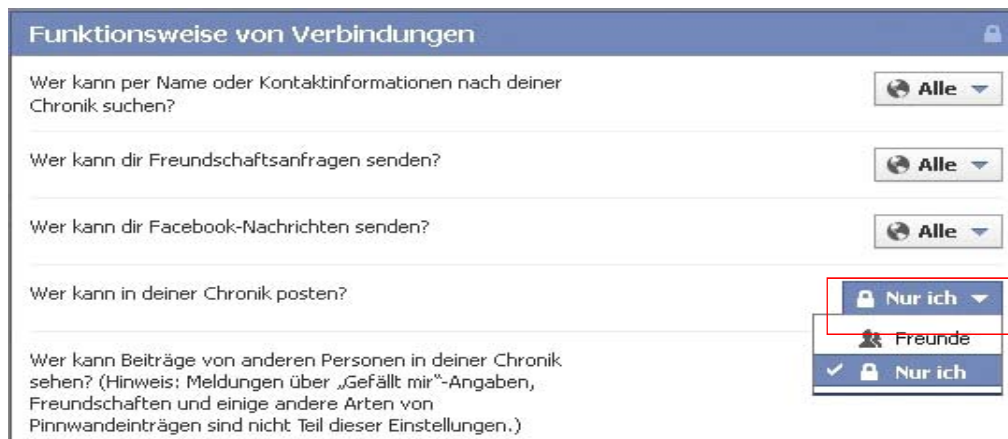 Funktionsweise von Verbindungen
Wer kann per Name oder Kontaktinformationen nach deiner
Chronik suchen?
Alle
Wer kann dir Freundschaftsanfragen senden?
Alle
Wer kann dir Facebook-Nachrichten senden?
Alle
Wer kann in deiner Chronik posten?
Nur ich
Freunde
Nur ich
Wer kann Beiträge von anderen Personen in deiner Chronik
sehen? (Hinweis: Meldungen über „Gefällt mir“-Angaben,
Freundschaften und einige andere Arten von
Pinnwandeinträgen sind nicht Teil dieser Einstellungen.)